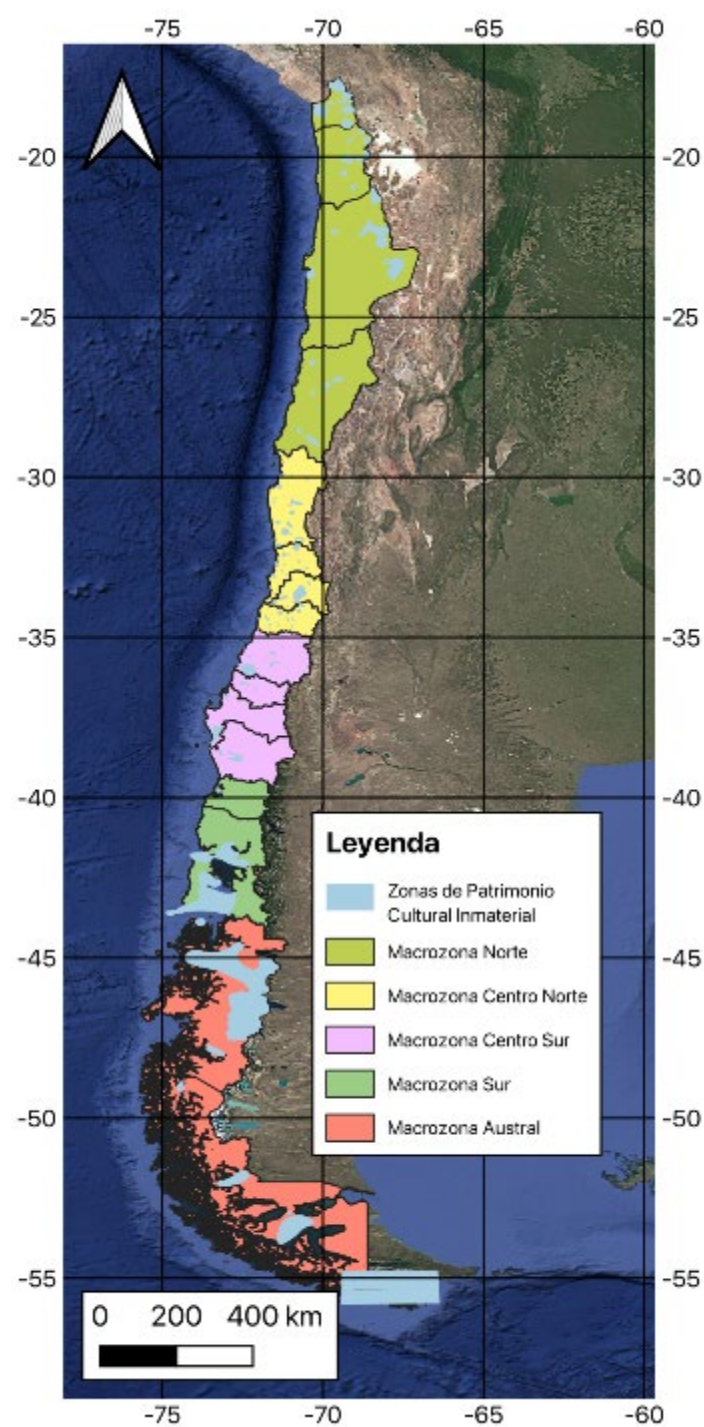 -75 -70 -65 -60
-20 -20
-25 -25
-30 -30
-35 -35
-40 -40
Leyenda
Zonas de Patrimonio
Cultural Inmaterial
Macrozona Norte
-45 -45
Macrozona Centro Norte
Macrozona Centro Sur
Macrozona Sur
-50 -50
Macrozona Austral
-55 -55
0 200 400 km
-75 -70 -65 -60